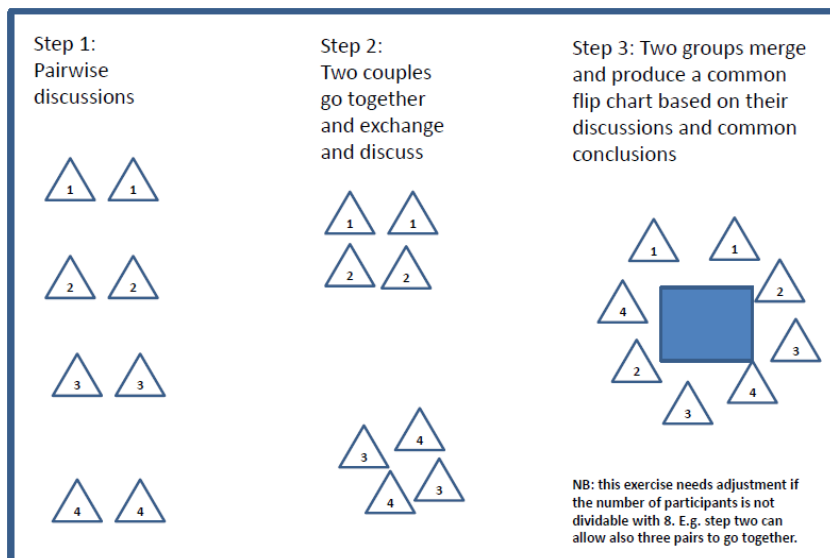 Step 1:
Pairwise
discussions
1 1
2 2
3 3
4 4
Step 2:
Two couples
go together
and exchange
and discuss
1 1
2 2
4
3
3
4
Step 3: Two groups merge
and produce a common
flip chart based on their
discussions and common
conclusions
1 1
2
4
3
2
4
3
NB: this exercise needs adjustment if
the number of participants is not
dividable with 8. E.g. step two can
allow also three pairs to go together.